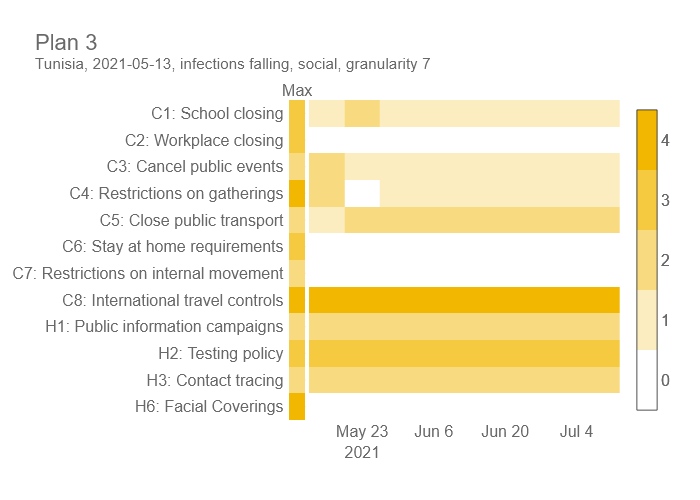 Plan 3
Tunisia, 2021-05-13, infections falling, social, granularity 7
Max
C1: School closing
C2: Workplace closing
C3: Cancel public events
C4: Restrictions on gatherings
C5: Close public transport
C6: Stay at home requirements
C7: Restrictions on internal movement
C8: International travel controls
H1: Public information campaigns
H2: Testing policy
H3: Contact tracing
H6: Facial Coverings
May 23
2021
Jun 6
Jun 20
Jul 4
4
3
2
1
0